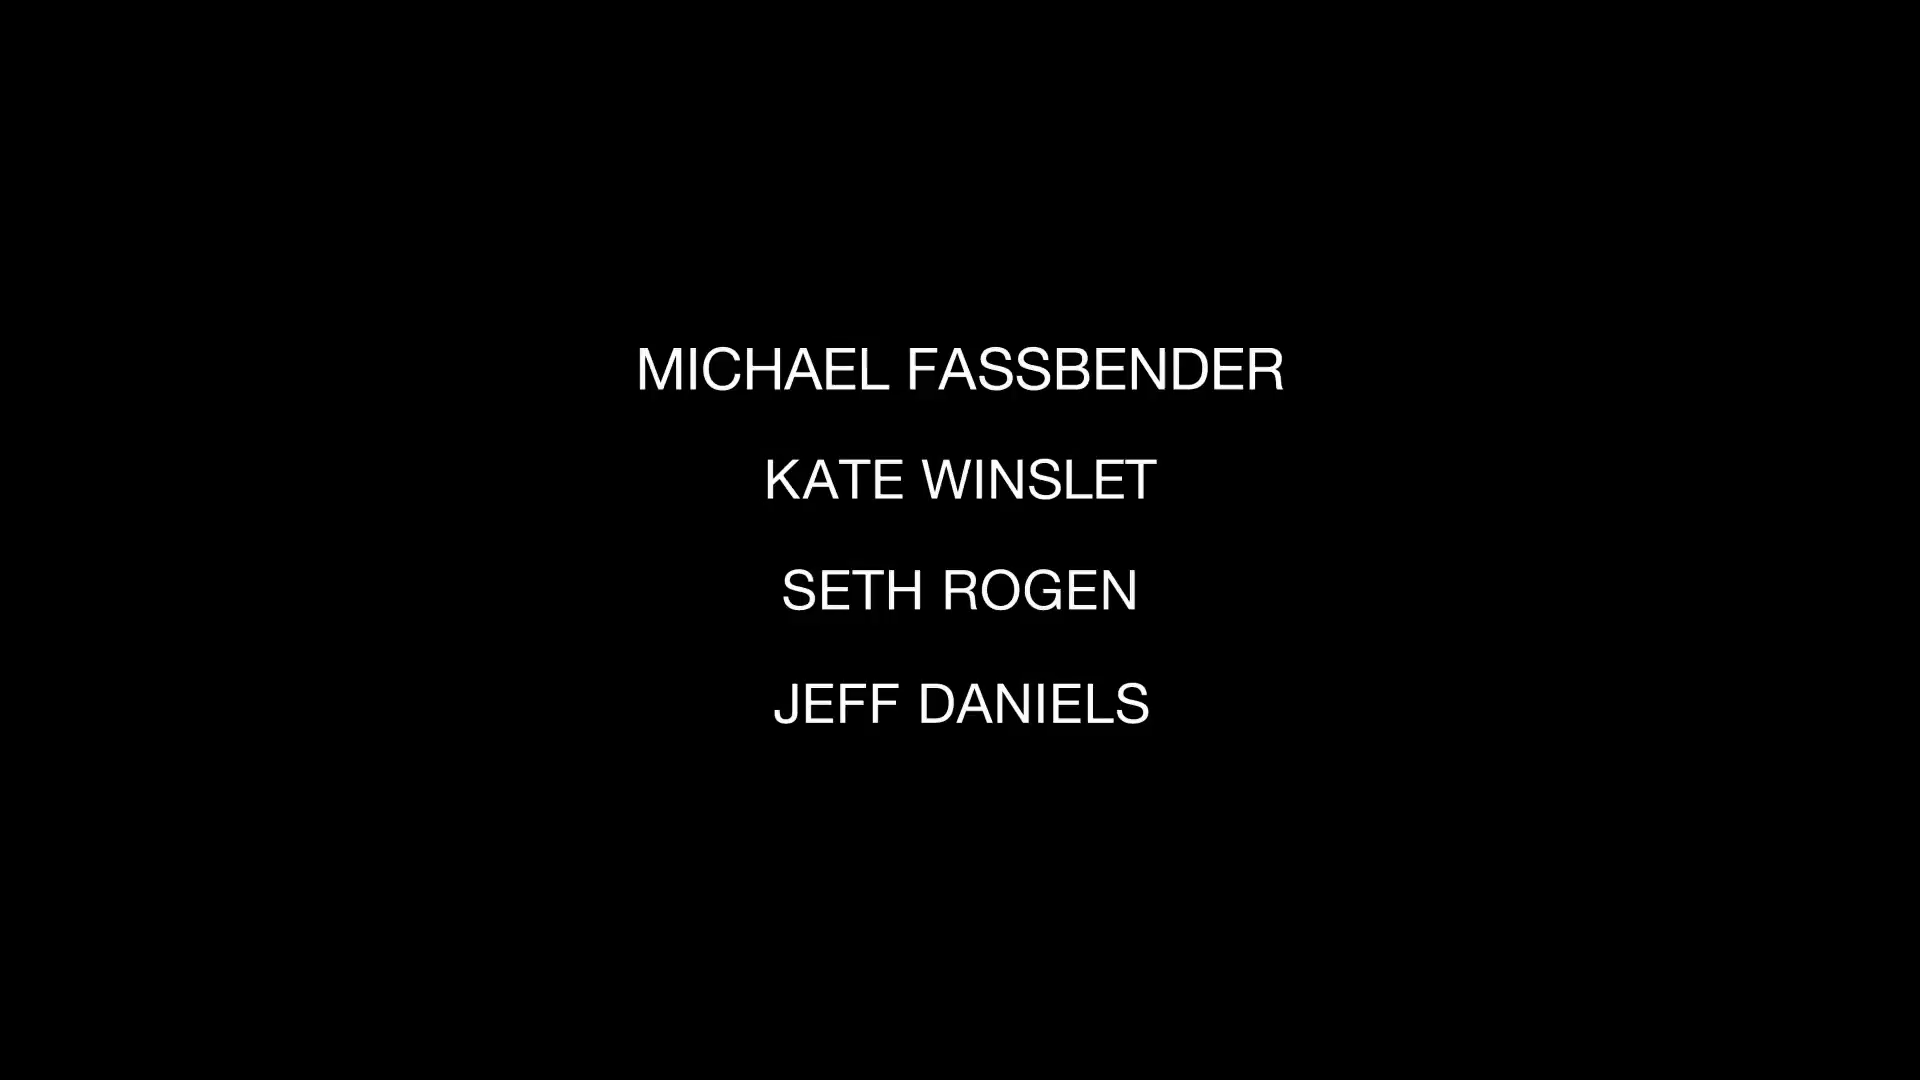 MICHAEL FASSBENDER
KATE WINSLET
SETH ROGEN
JEFF DANIELS